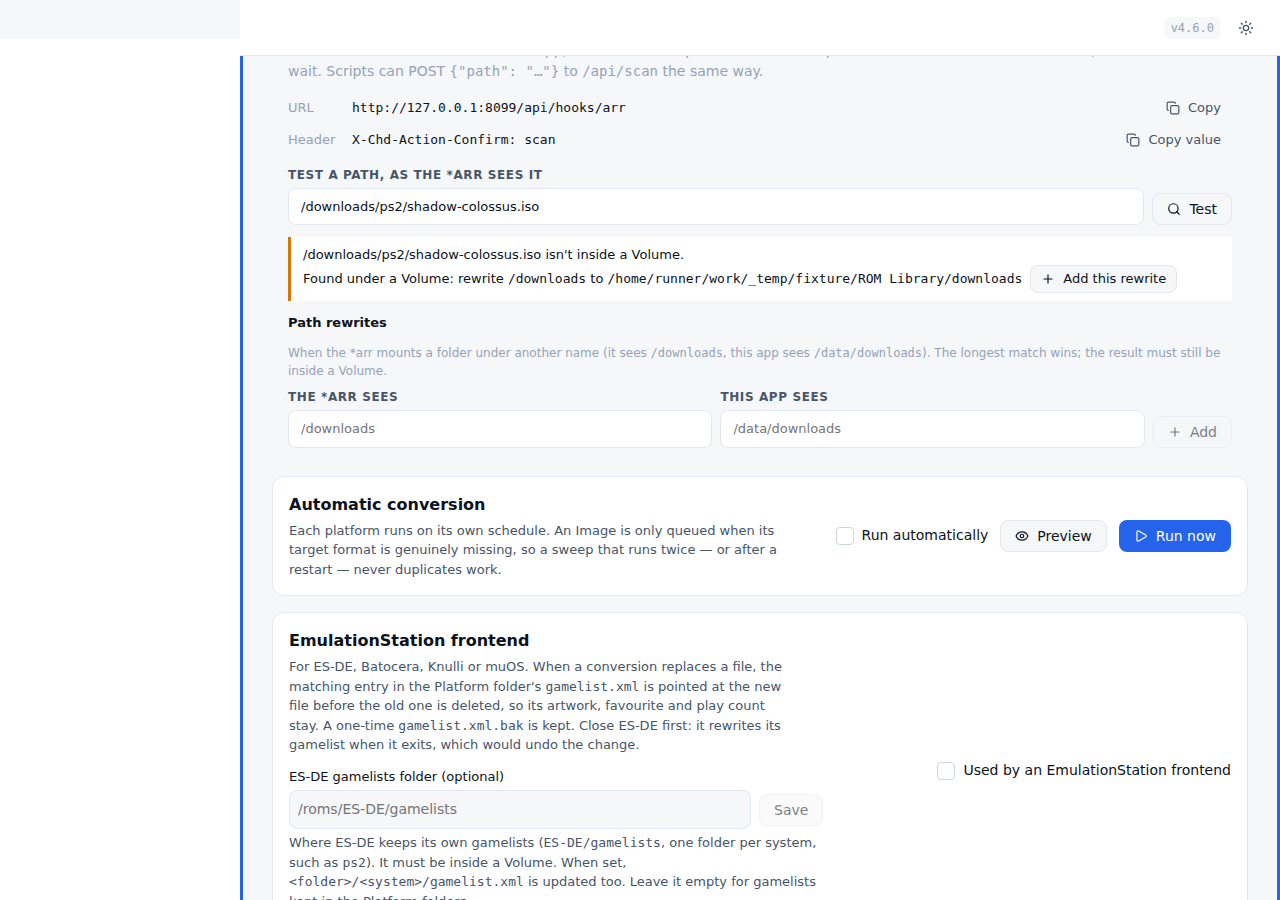 v4.6.0
wait. Scripts can POST {"path": "…"} to /api/scan the same way.
URL http://127.0.0.1:8099/api/hooks/arr Copy
Header X-Chd-Action-Confirm: scan Copy value
TEST A PATH, AS THE *ARR SEES IT
/downloads/ps2/shadow-colossus.iso Test
/downloads/ps2/shadow-colossus.iso isn't inside a Volume.
Found under a Volume: rewrite /downloads to /home/runner/work/_temp/fixture/ROM Library/downloads Add this rewrite
Path rewrites
When the *arr mounts a folder under another name (it sees /downloads, this app sees /data/downloads). The longest match wins; the result must still be
inside a Volume.
THE *ARR SEES THIS APP SEES
/downloads /data/downloads Add
Automatic conversion
Each platform runs on its own schedule. An Image is only queued when its
target format is genuinely missing, so a sweep that runs twice — or after a
restart — never duplicates work.
Run automatically Preview Run now
EmulationStation frontend
For ES-DE, Batocera, Knulli or muOS. When a conversion replaces a file, the
matching entry in the Platform folder's gamelist.xml is pointed at the new
file before the old one is deleted, so its artwork, favourite and play count
stay. A one-time gamelist.xml.bak is kept. Close ES-DE first: it rewrites its
gamelist when it exits, which would undo the change.
Used by an EmulationStation frontend
ES-DE gamelists folder (optional)
/roms/ES-DE/gamelists Save
Where ES-DE keeps its own gamelists (ES-DE/gamelists, one folder per system,
such as ps2). It must be inside a Volume. When set,
<folder>/<system>/gamelist.xml is updated too. Leave it empty for gamelists
kept in the Platform folders.